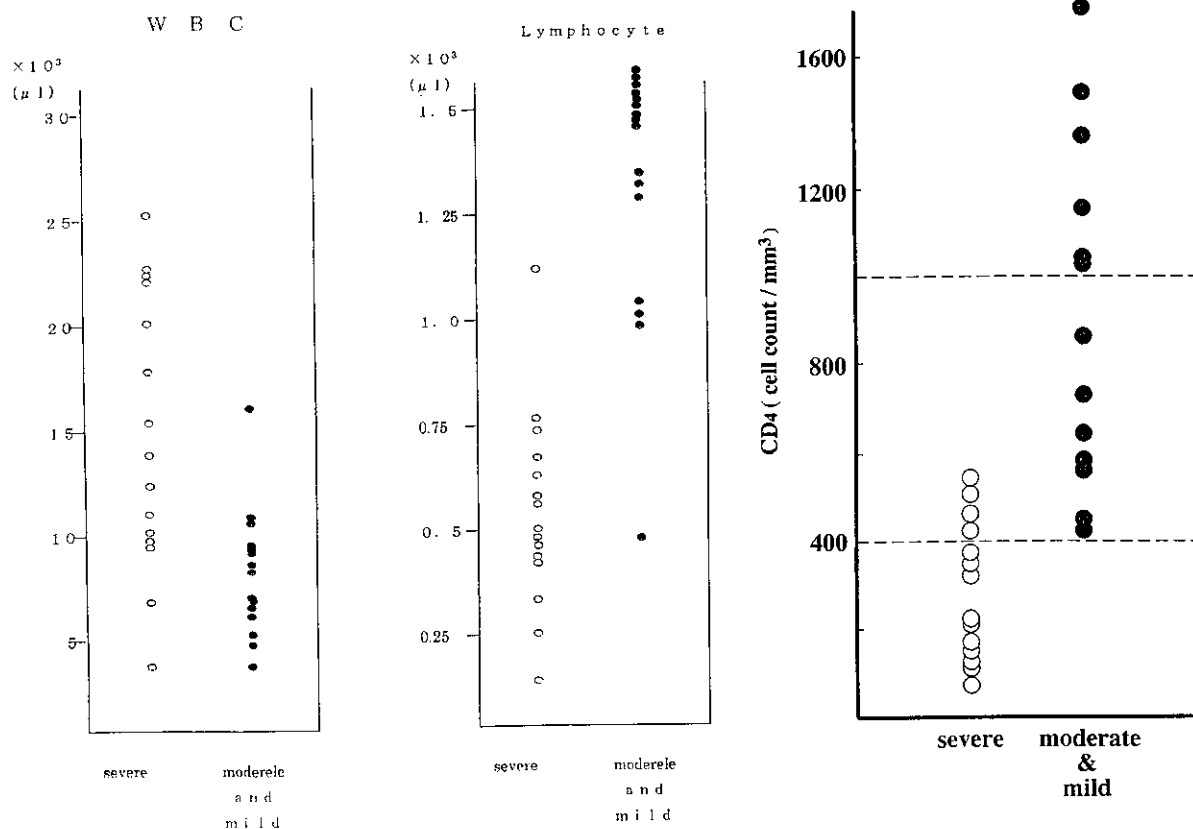 W B C
×10³
(μl)
30
25
20
15
10
5
severe
moderele
and
mild
Lymphocyte
×10³
(μl)
1. 5
1. 25
1. 0
0.75
0. 5
0.25
severe
moderele
and
mild
CD4 ( cell count / mm³ )
1600
1200
800
400
severe
moderate
&
mild